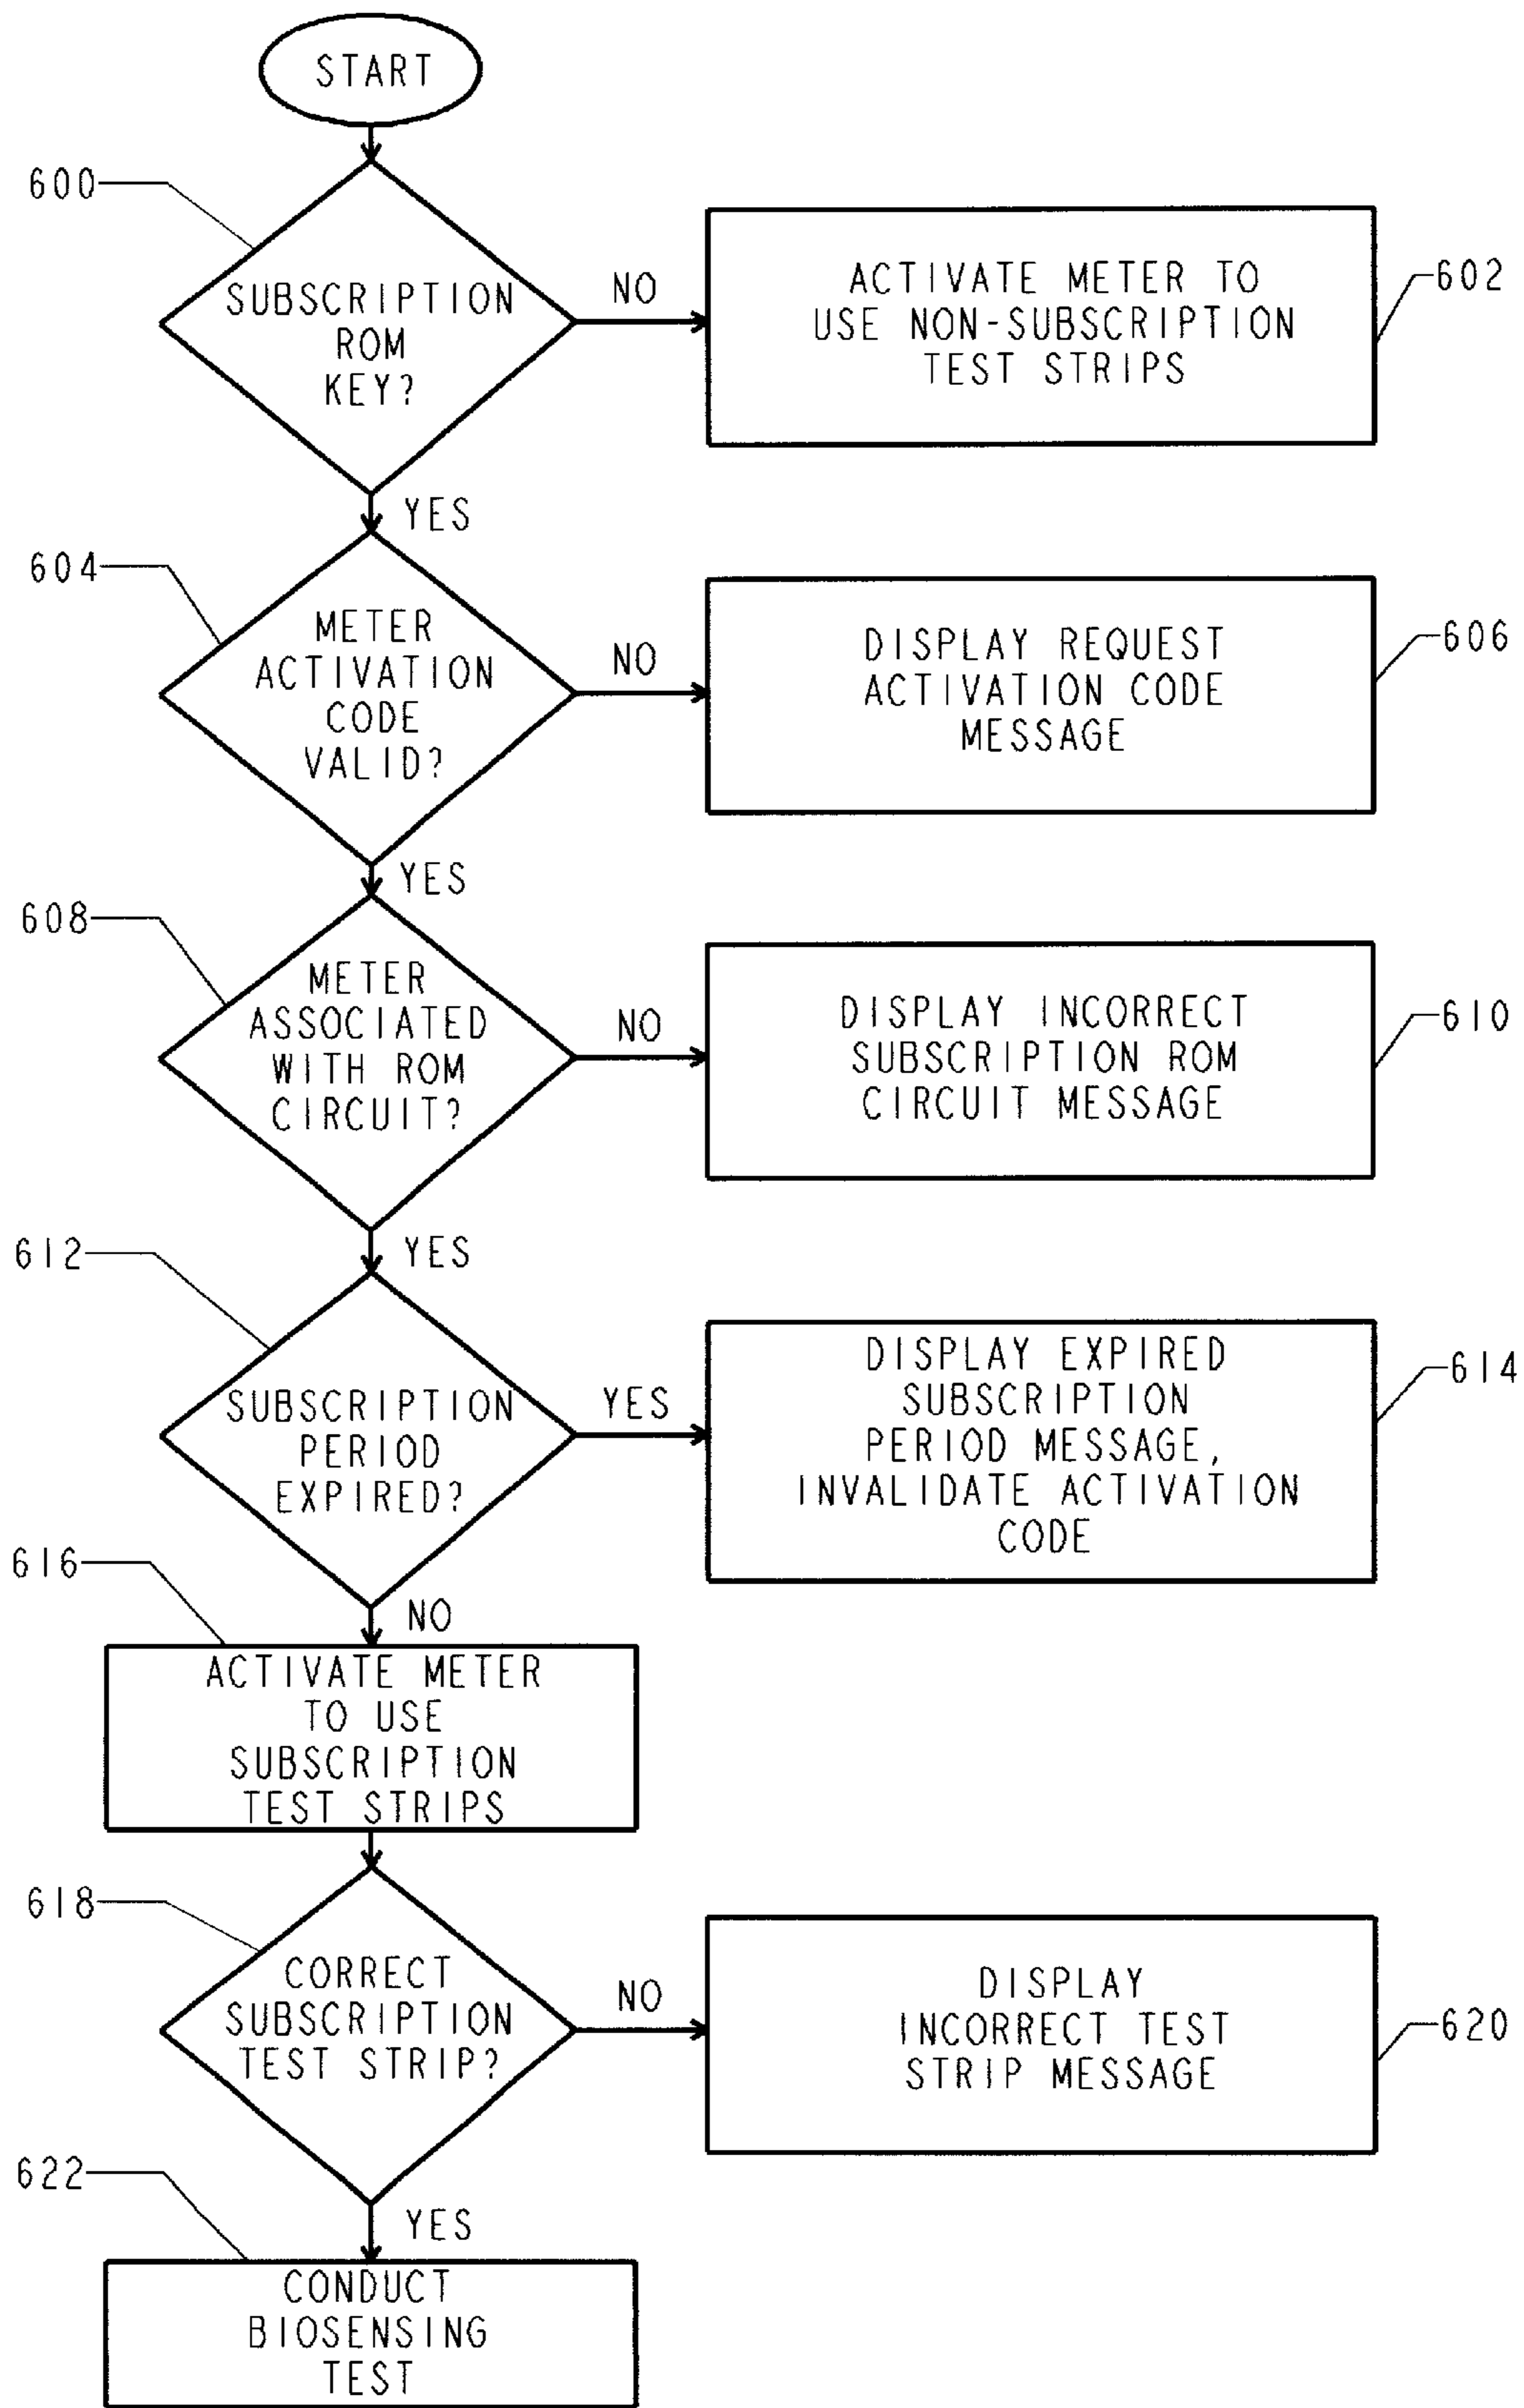 START
600
SUBSCRIPTION
ROM
KEY?
NO
ACTIVATE METER TO
USE NON-SUBSCRIPTION
TEST STRIPS
602
YES
604
METER
ACTIVATION
CODE
VALID?
NO
DISPLAY REQUEST
ACTIVATION CODE
MESSAGE
606
YES
608
METER
ASSOCIATED
WITH ROM
CIRCUIT?
NO
DISPLAY INCORRECT
SUBSCRIPTION ROM
CIRCUIT MESSAGE
610
YES
612
SUBSCRIPTION
PERIOD
EXPIRED?
YES
DISPLAY EXPIRED
SUBSCRIPTION
PERIOD MESSAGE,
INVALIDATE ACTIVATION
CODE
614
NO
616
ACTIVATE METER
TO USE
SUBSCRIPTION
TEST STRIPS
618
CORRECT
SUBSCRIPTION
TEST STRIP?
NO
DISPLAY
INCORRECT TEST
STRIP MESSAGE
620
YES
622
CONDUCT
BIOSENSING
TEST